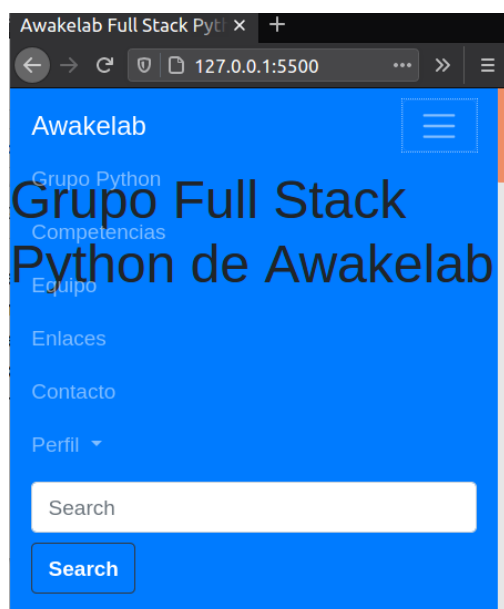 Awakelab Full Stack Pyt
127.0.0.1:5500
Awakelab
Grupo Python
Grupo Full Stack
Competencias
Python de Awakelab
Equipo
Enlaces
Contacto
Perfil
Search
Search